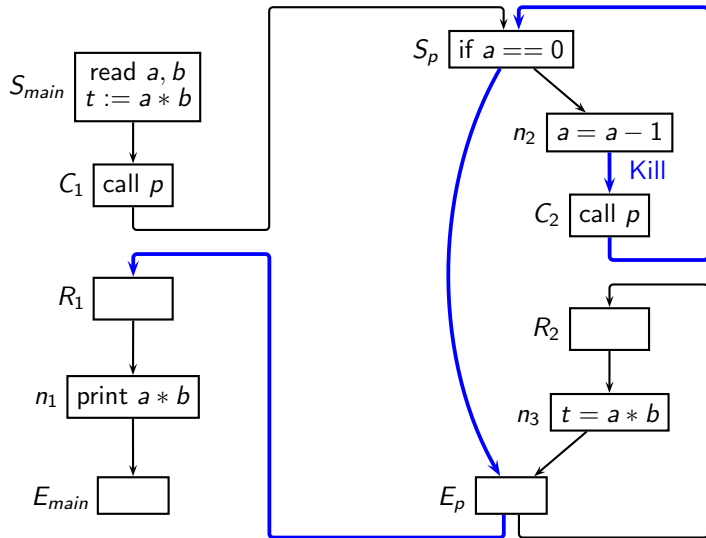 S_main
read a, b
t := a ∗ b
C_1
call p
R_1
n_1
print a ∗ b
E_main
S_p
if a == 0
n_2
a = a − 1
Kill
C_2
call p
R_2
n_3
t = a ∗ b
E_p